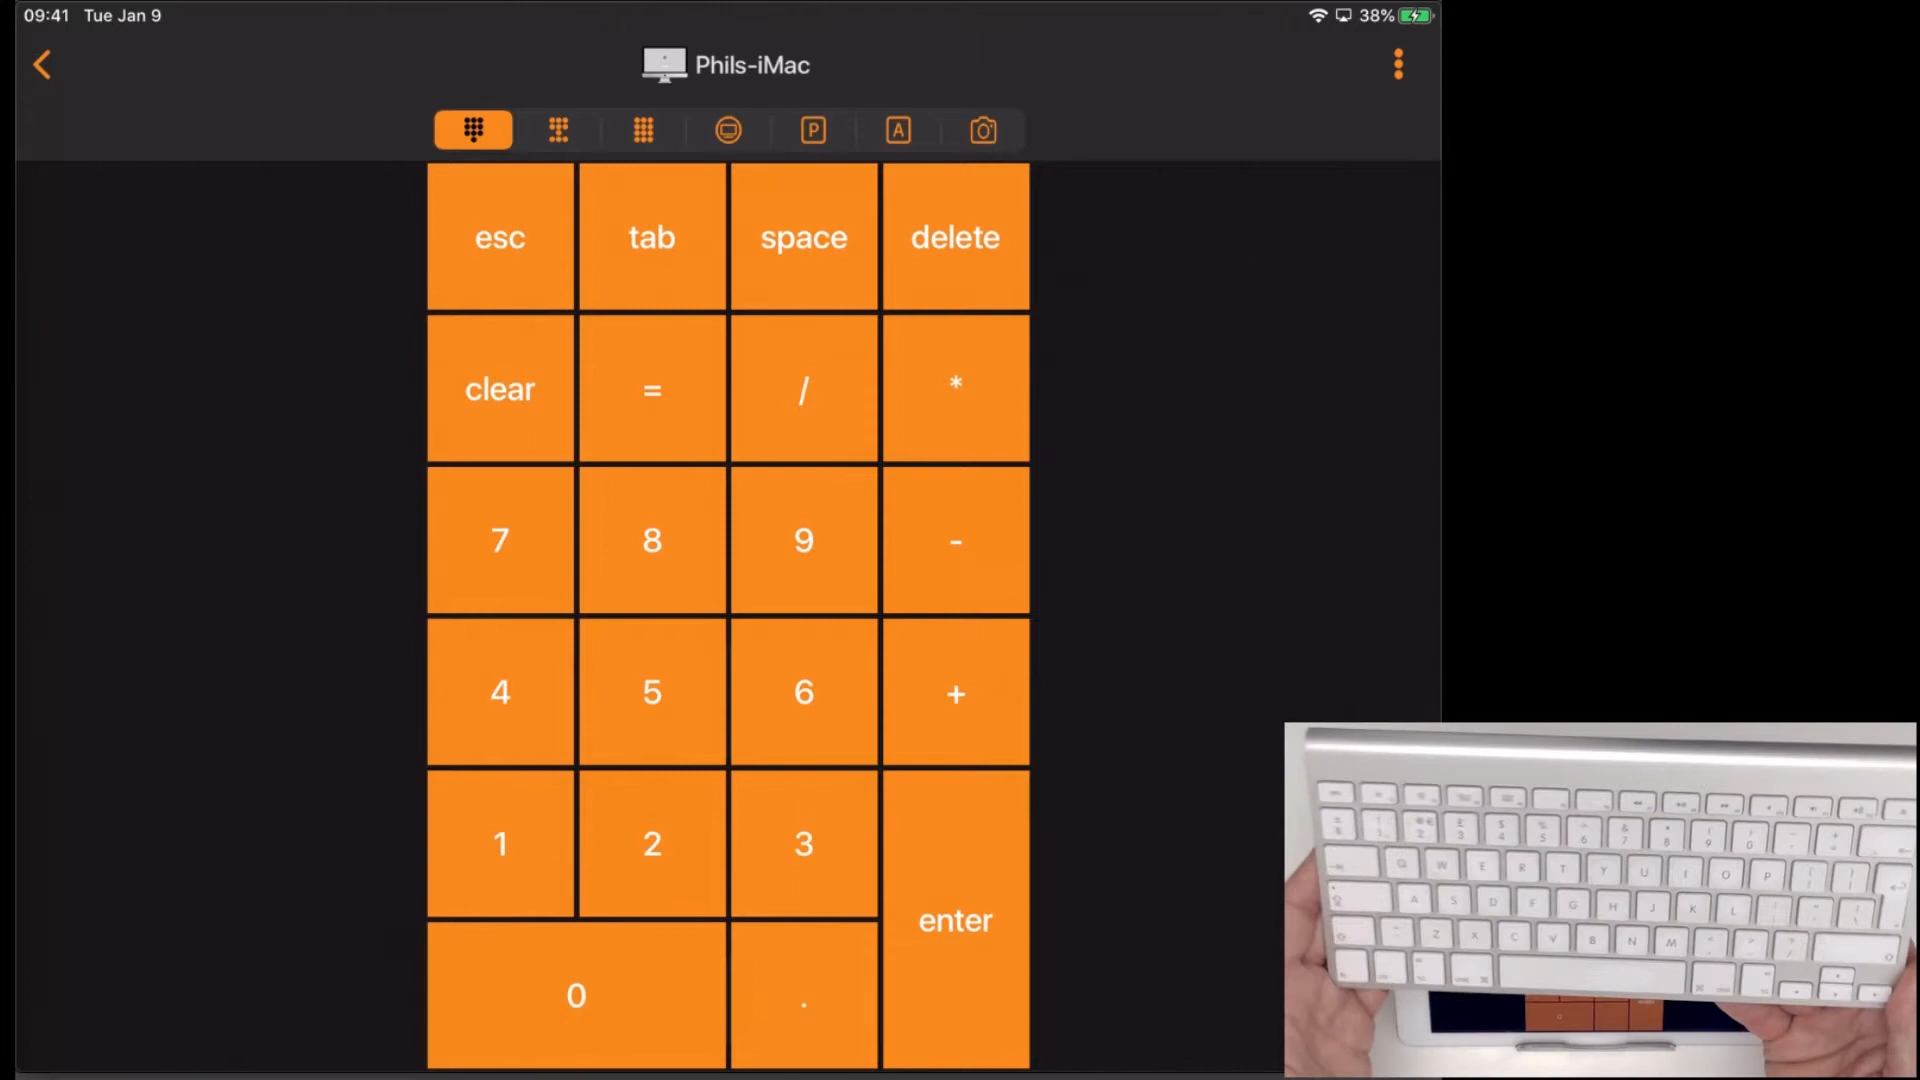 09:41 Tue Jan 9
38%
Phils-iMac
P A
esc tab space delete
clear = / *
7 8 9 -
4 5 6 +
1 2 3
enter
0 .
Q W E R T Y U I O P
A S D F G H J K L
Z X C V B N M